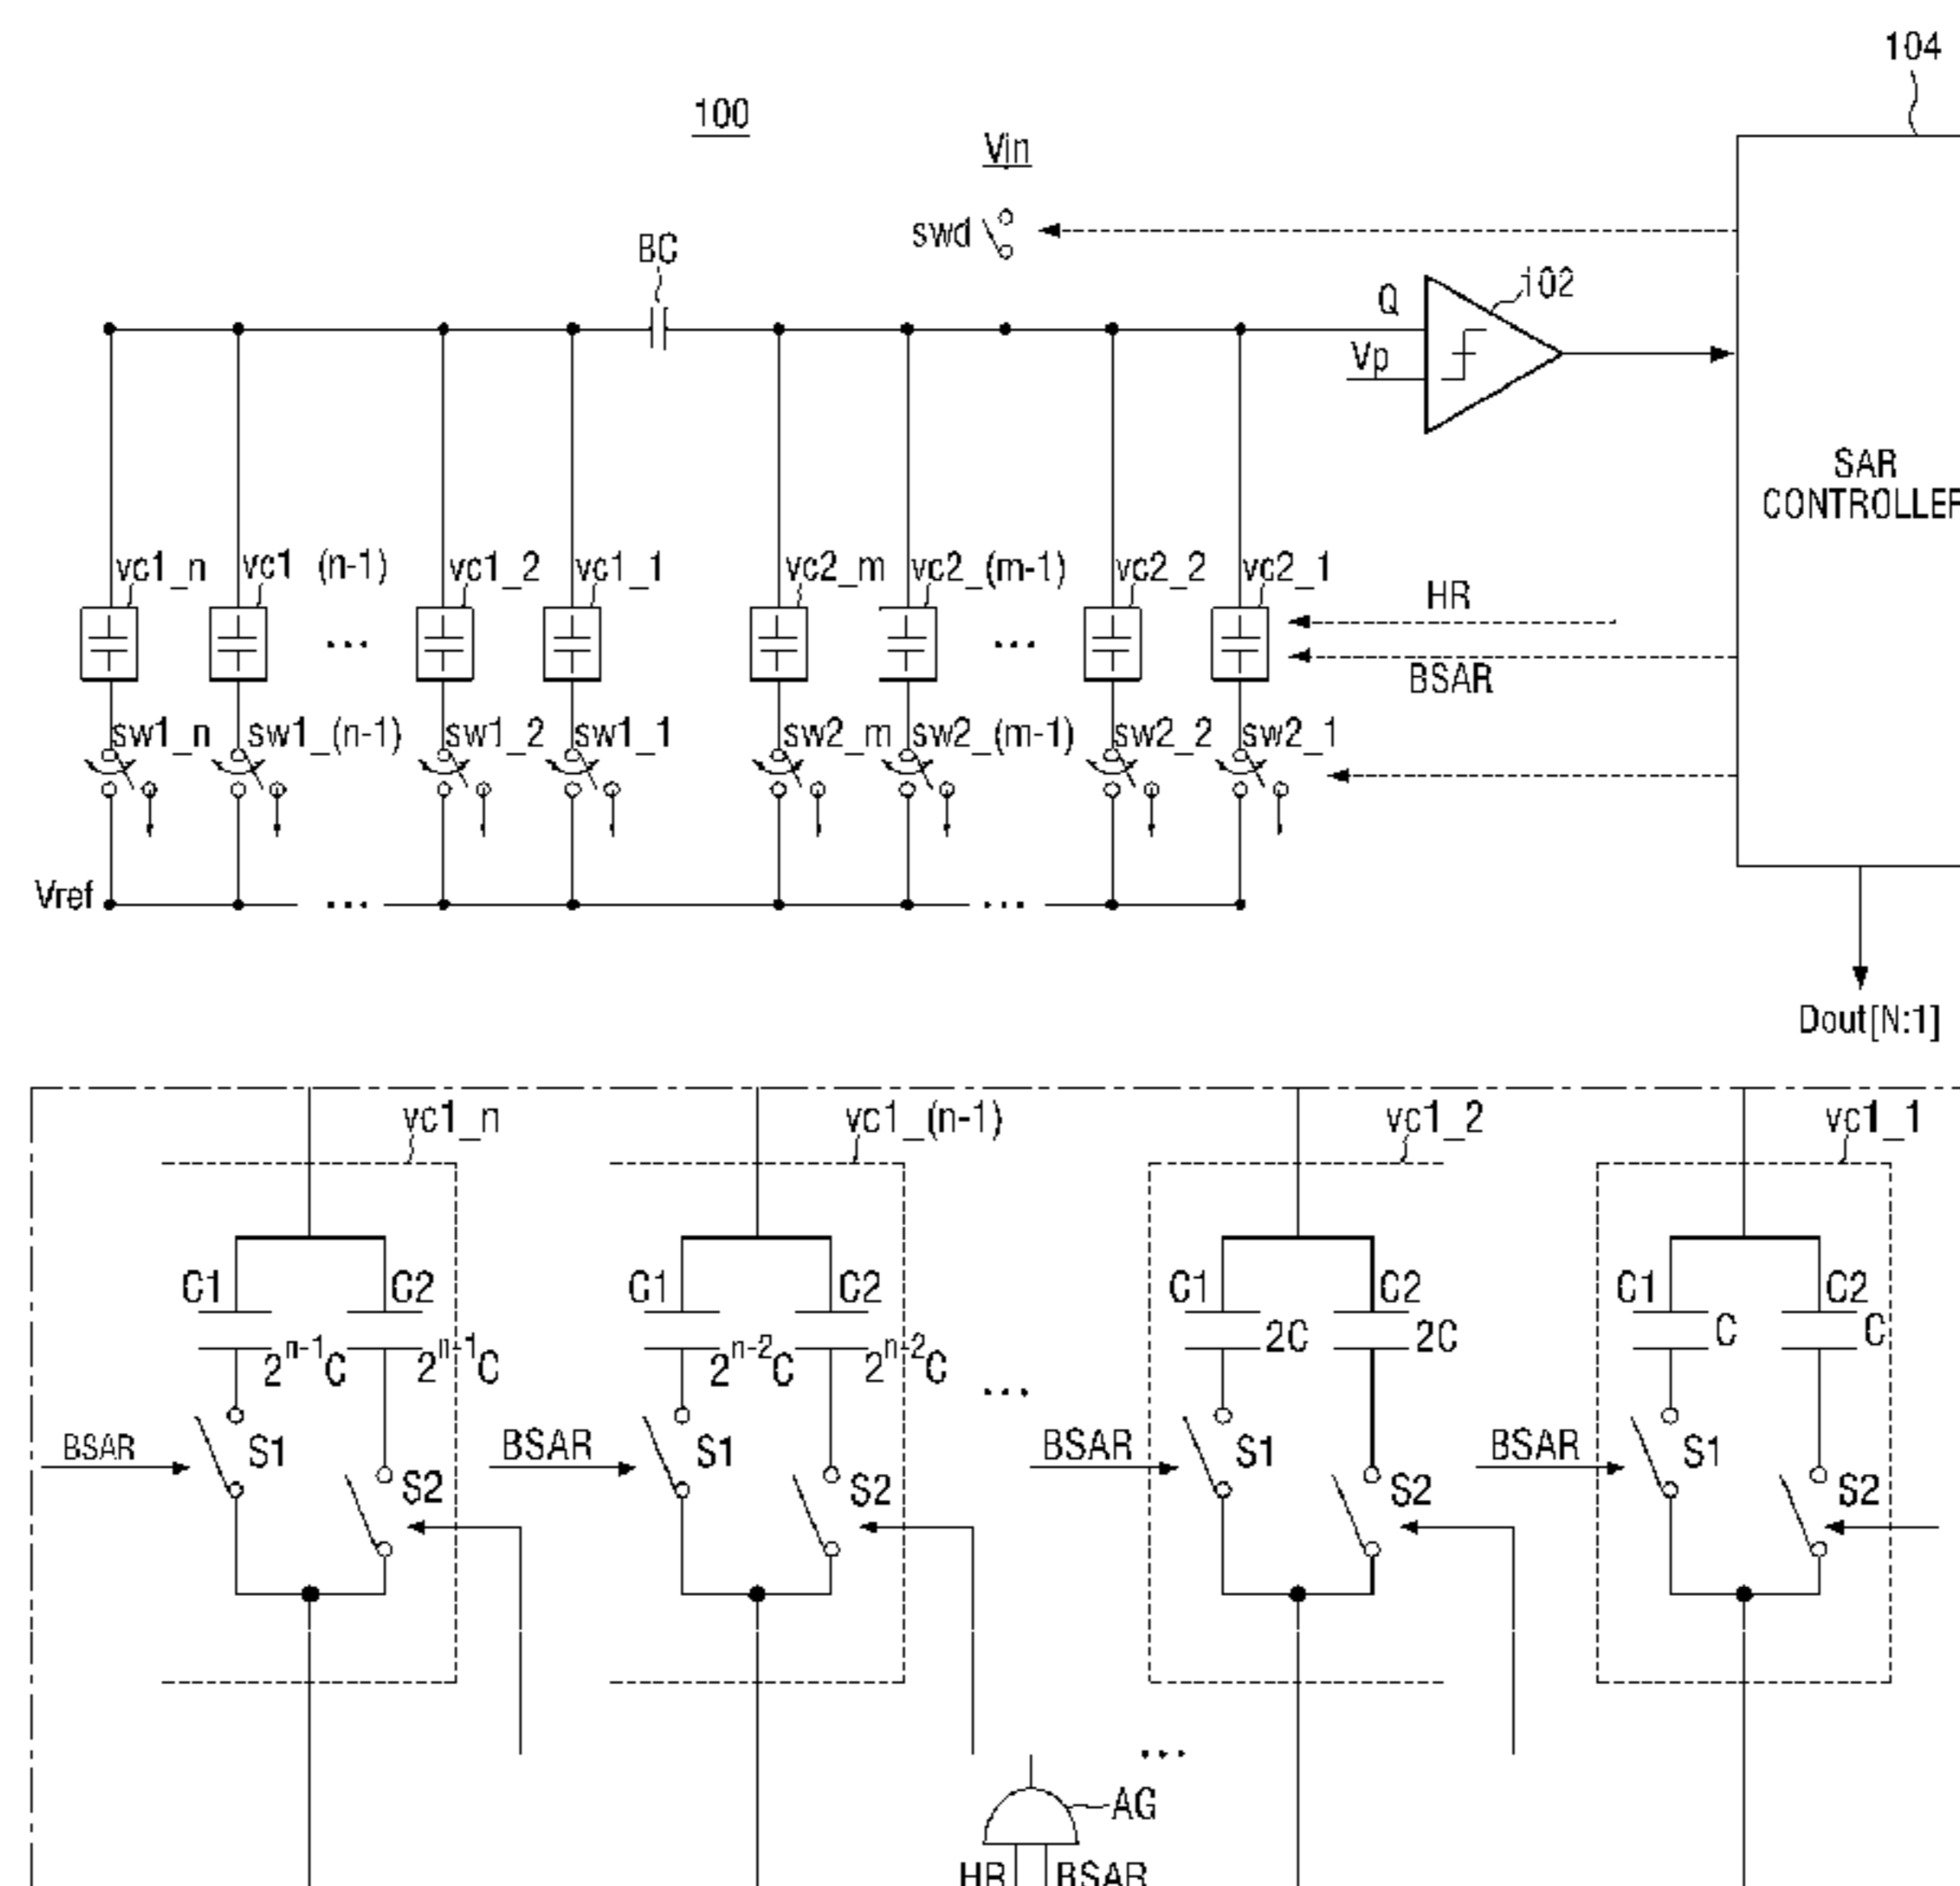 104
100
Vin
swd
BC
Q
102
Vp
SAR
CONTROLLER
vc1_n vc1 (n-1) vc1_2 vc1_1 vc2_m vc2_(m-1) vc2_2 vc2_1
HR
...
...
BSAR
sw1_n sw1_(n-1) sw1_2 sw1_1 sw2_m sw2_(m-1) sw2_2 sw2_1
Vref ... ...
Dout[N:1]
vc1_n vc1_(n-1) vc1_2 vc1_1
C1 C2 C1 C2 C1 C2 C1 C2
2^n-1C 2^n-1C 2^n-2C 2^n-2C 2C 2C C C
...
BSAR S1 BSAR S1 BSAR S1 BSAR S1
S2 S2 S2 S2
...
AG
HR BSAR